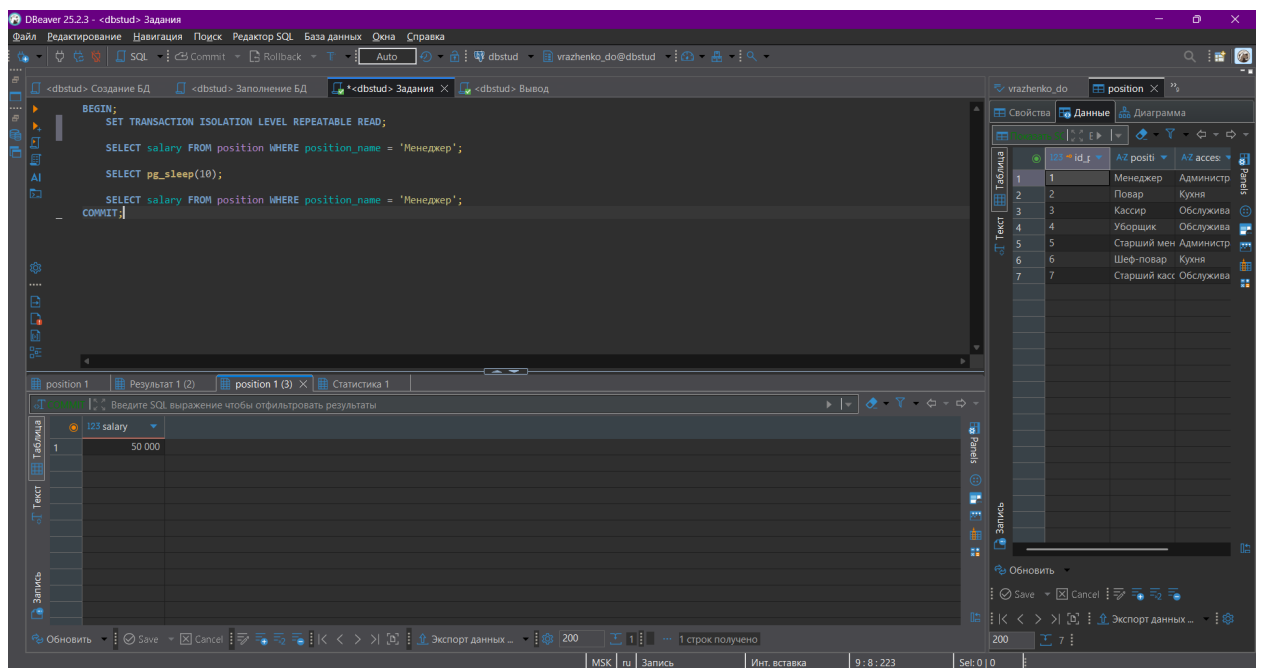 DBeaver 25.2.3 - <dbstud> Задания
Файл Редактирование Навигация Поиск Редактор SQL База данных Окна Справка
SQL Commit Rollback T Auto dbstud vrazhenko_do@dbstud
<dbstud> Создание БД <dbstud> Заполнение БД *<dbstud> Задания <dbstud> Вывод
BEGIN;
SET TRANSACTION ISOLATION LEVEL REPEATABLE READ;
SELECT salary FROM position WHERE position_name = 'Менеджер';
SELECT pg_sleep(10);
SELECT salary FROM position WHERE position_name = 'Менеджер';
COMMIT;
AI
position 1 Результат 1 (2) position 1 (3) Статистика 1
Введите SQL выражение чтобы отфильтровать результаты
123 salary
1 50 000
Таблица
Текст
Запись
Panels
Обновить Save Cancel Экспорт данных ... 200 1 ... 1 строк получено
vrazhenko_do position
Свойства Данные Диаграмма
AZ positi AZ acces
1 1 Менеджер Администр
2 2 Повар Кухня
3 3 Кассир Обслужива
4 4 Уборщик Обслужива
5 5 Старший мен Администр
6 6 Шеф-повар Кухня
7 7 Старший касс Обслужива
Таблица
Текст
Запись
Panels
Обновить
Save Cancel
Экспорт данных ...
200 7
MSK ru Запись Инт. вставка 9 : 8 : 223 Sel: 0 | 0